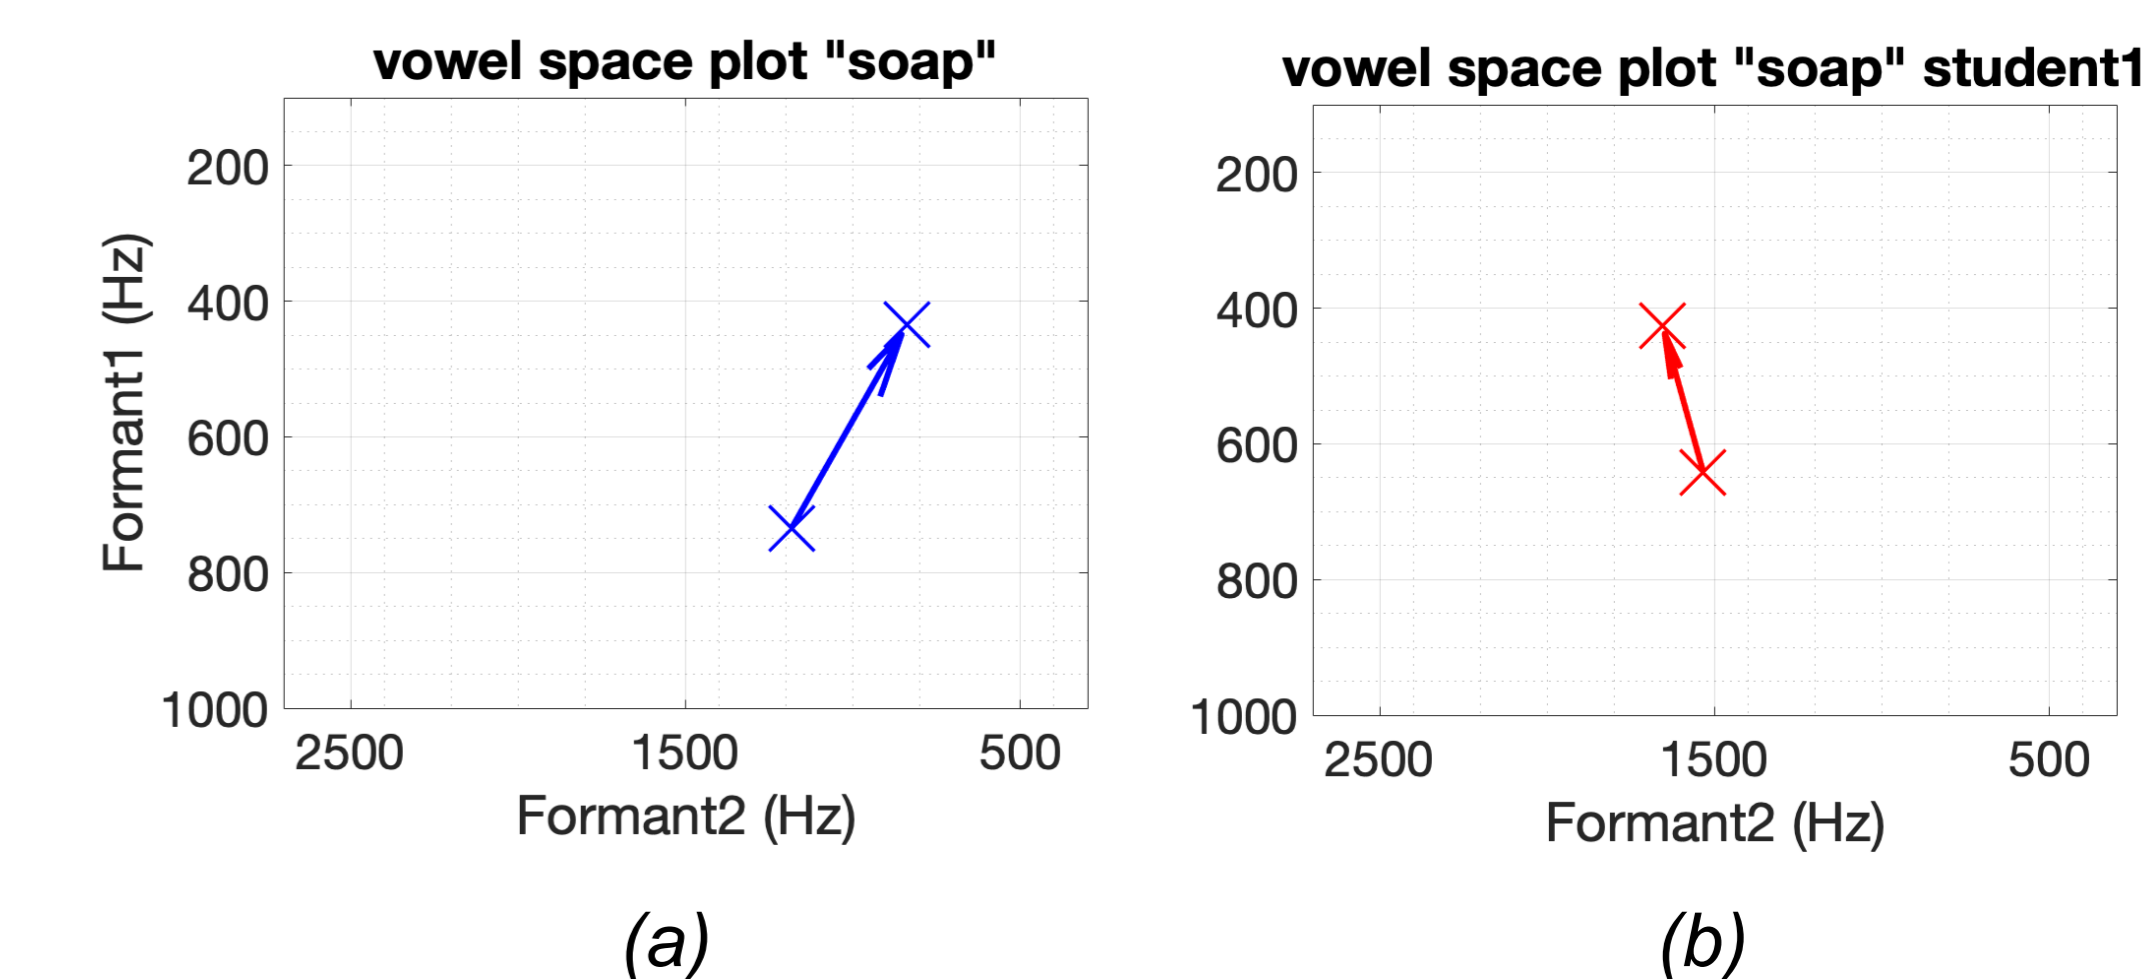 vowel space plot "soap"
200
400
600
800
1000
Formant1 (Hz)
2500 1500 500
Formant2 (Hz)
(a)
vowel space plot "soap" student1
200
400
600
800
1000
2500 1500 500
Formant2 (Hz)
(b)